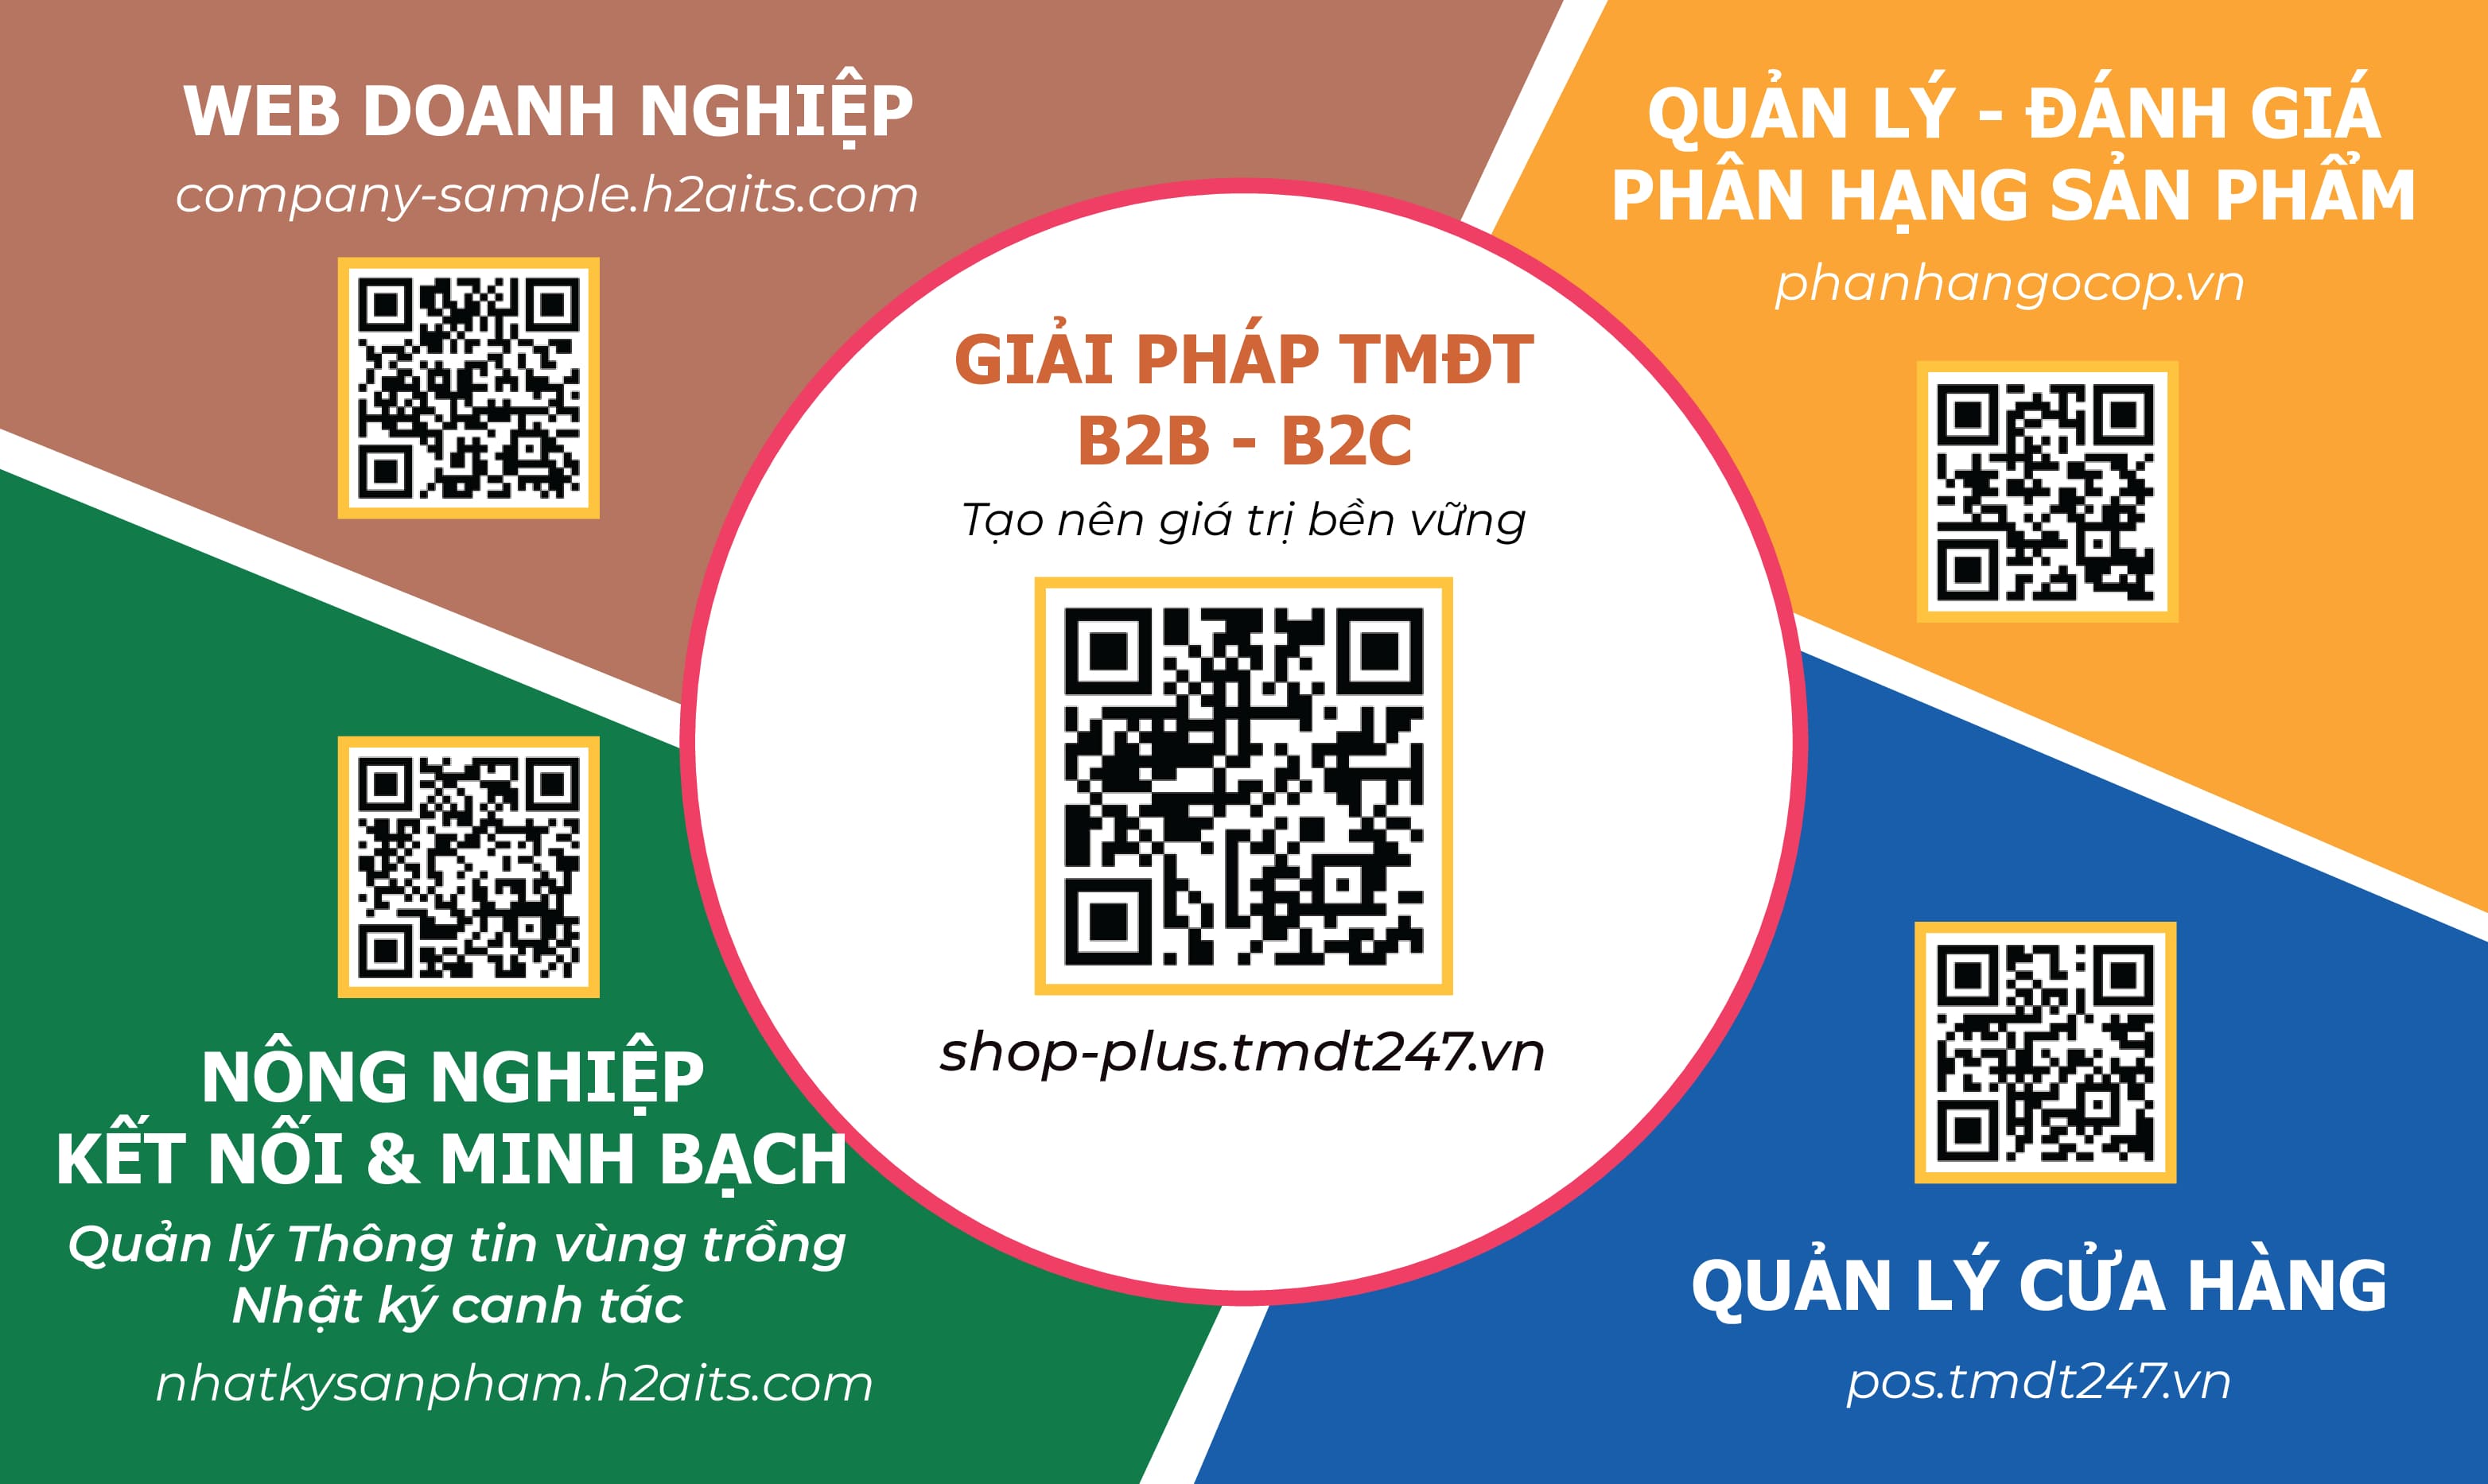 WEB DOANH NGHIỆP
company-sample.h2aits.com
QUẢN LÝ - ĐÁNH GIÁ
PHÂN HẠNG SẢN PHẨM
phanhangocop.vn
GIẢI PHÁP TMĐT
B2B - B2C
Tạo nên giá trị bền vững
shop-plus.tmdt247.vn
NÔNG NGHIỆP
KẾT NỐI & MINH BẠCH
Quản lý Thông tin vùng trồng
Nhật ký canh tác
nhatkysanpham.h2aits.com
QUẢN LÝ CỬA HÀNG
pos.tmdt247.vn